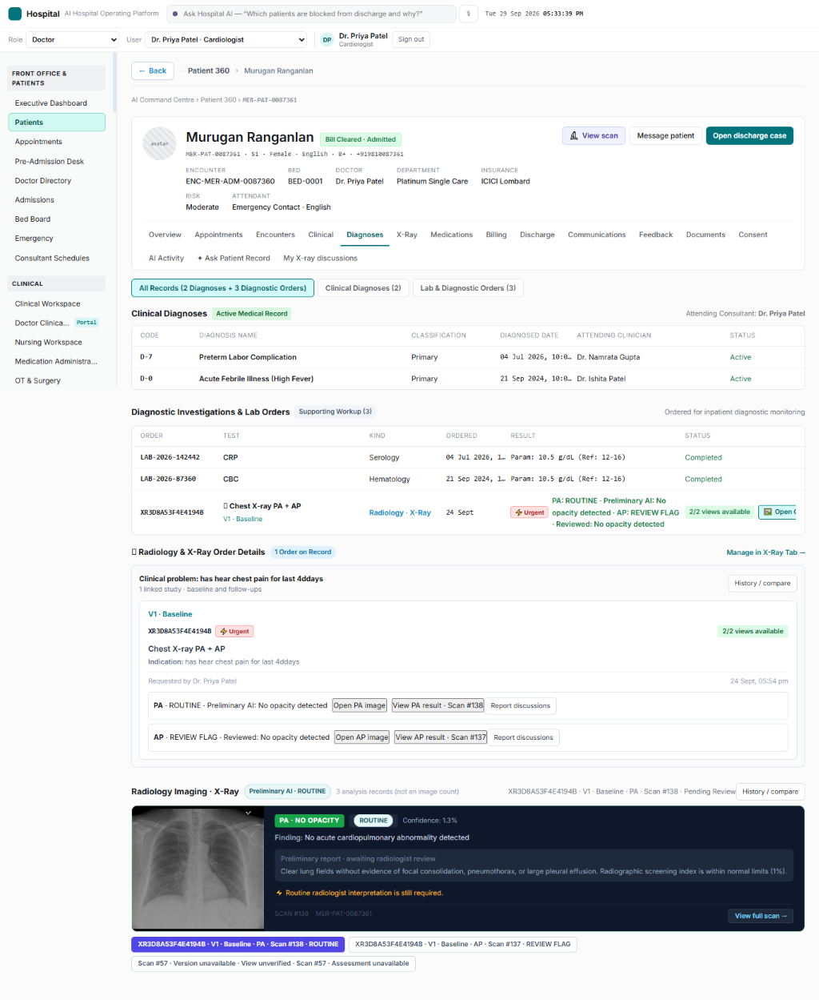 Hospital AI Hospital Operating Platform Ask Hospital AI — "Which patients are blocked from discharge and why?" Tue 29 Sep 2026 05:33:39 PM
Role Doctor User Dr. Priya Patel · Cardiologist DP Dr. Priya Patel Cardiologist Sign out
FRONT OFFICE & PATIENTS
Executive Dashboard
Patients
Appointments
Pre-Admission Desk
Doctor Directory
Admissions
Bed Board
Emergency
Consultant Schedules
CLINICAL
Clinical Workspace
Doctor Clinica... Portal
Nursing Workspace
Medication Administra...
OT & Surgery
← Back · Patient 360 › Murugan Ranganlan
AI Command Centre › Patient 360 › MER-PAT-0087361
avatar
Murugan Ranganlan Bill Cleared · Admitted View scan Message patient Open discharge case
MER-PAT-0087361 · 51 · Female · English · B+ · +919810087361
ENCOUNTER BED DOCTOR DEPARTMENT INSURANCE
ENC-MER-ADM-0087360 BED-0001 Dr. Priya Patel Platinum Single Care ICICI Lombard
RISK ATTENDANT
Moderate Emergency Contact · English
Overview Appointments Encounters Clinical Diagnoses X-Ray Medications Billing Discharge Communications Feedback Documents Consent
AI Activity ✦ Ask Patient Record My X-ray discussions
All Records (2 Diagnoses + 3 Diagnostic Orders) Clinical Diagnoses (2) Lab & Diagnostic Orders (3)
Clinical Diagnoses Active Medical Record Attending Consultant: Dr. Priya Patel
CODE DIAGNOSIS NAME CLASSIFICATION DIAGNOSED DATE ATTENDING CLINICIAN STATUS
D-7 Preterm Labor Complication Primary 04 Jul 2026, 10:0… Dr. Namrata Gupta Active
D-0 Acute Febrile Illness (High Fever) Primary 21 Sep 2024, 10:0… Dr. Ishita Patel Active
Diagnostic Investigations & Lab Orders Supporting Workup (3) Ordered for inpatient diagnostic monitoring
ORDER TEST KIND ORDERED RESULT STATUS
LAB-2026-142442 CRP Serology 04 Jul 2026, 1… Param: 10.5 g/dL (Ref: 12-16) Completed
LAB-2026-87360 CBC Hematology 21 Sep 2024, 1… Param: 10.5 g/dL (Ref: 12-16) Completed
XR3D8A53F4E4194B Chest X-ray PA + AP Radiology · X-Ray 24 Sept ⚡ Urgent PA: ROUTINE · Preliminary AI: No 2/2 views available Open
V1 · Baseline opacity detected · AP: REVIEW FLAG
· Reviewed: No opacity detected
Radiology & X-Ray Order Details 1 Order on Record Manage in X-Ray Tab →
Clinical problem: has hear chest pain for last 4ddays History / compare
1 linked study · baseline and follow-ups
V1 · Baseline
XR3D8A53F4E4194B ⚡ Urgent 2/2 views available
Chest X-ray PA + AP
Indication: has hear chest pain for last 4ddays
Requested by Dr. Priya Patel 24 Sept, 05:54 pm
PA · ROUTINE · Preliminary AI: No opacity detected Open PA image View PA result · Scan #138 Report discussions
AP · REVIEW FLAG · Reviewed: No opacity detected Open AP image View AP result · Scan #137 Report discussions
Radiology Imaging · X-Ray Preliminary AI · ROUTINE 3 analysis records (not an image count) XR3D8A53F4E4194B · V1 · Baseline · PA · Scan #138 · Pending Review History / compare
PA · NO OPACITY ROUTINE Confidence: 1.3%
Finding: No acute cardiopulmonary abnormality detected
Preliminary report · awaiting radiologist review
Clear lung fields without evidence of focal consolidation, pneumothorax, or large pleural effusion. Radiographic screening index is within normal limits (1%).
⚡ Routine radiologist interpretation is still required.
SCAN #138 MER-PAT-0087361 View full scan →
XR3D8A53F4E4194B · V1 · Baseline · PA · Scan #138 · ROUTINE XR3D8A53F4E4194B · V1 · Baseline · AP · Scan #137 · REVIEW FLAG
Scan #57 · Version unavailable · View unverified · Scan #57 · Assessment unavailable